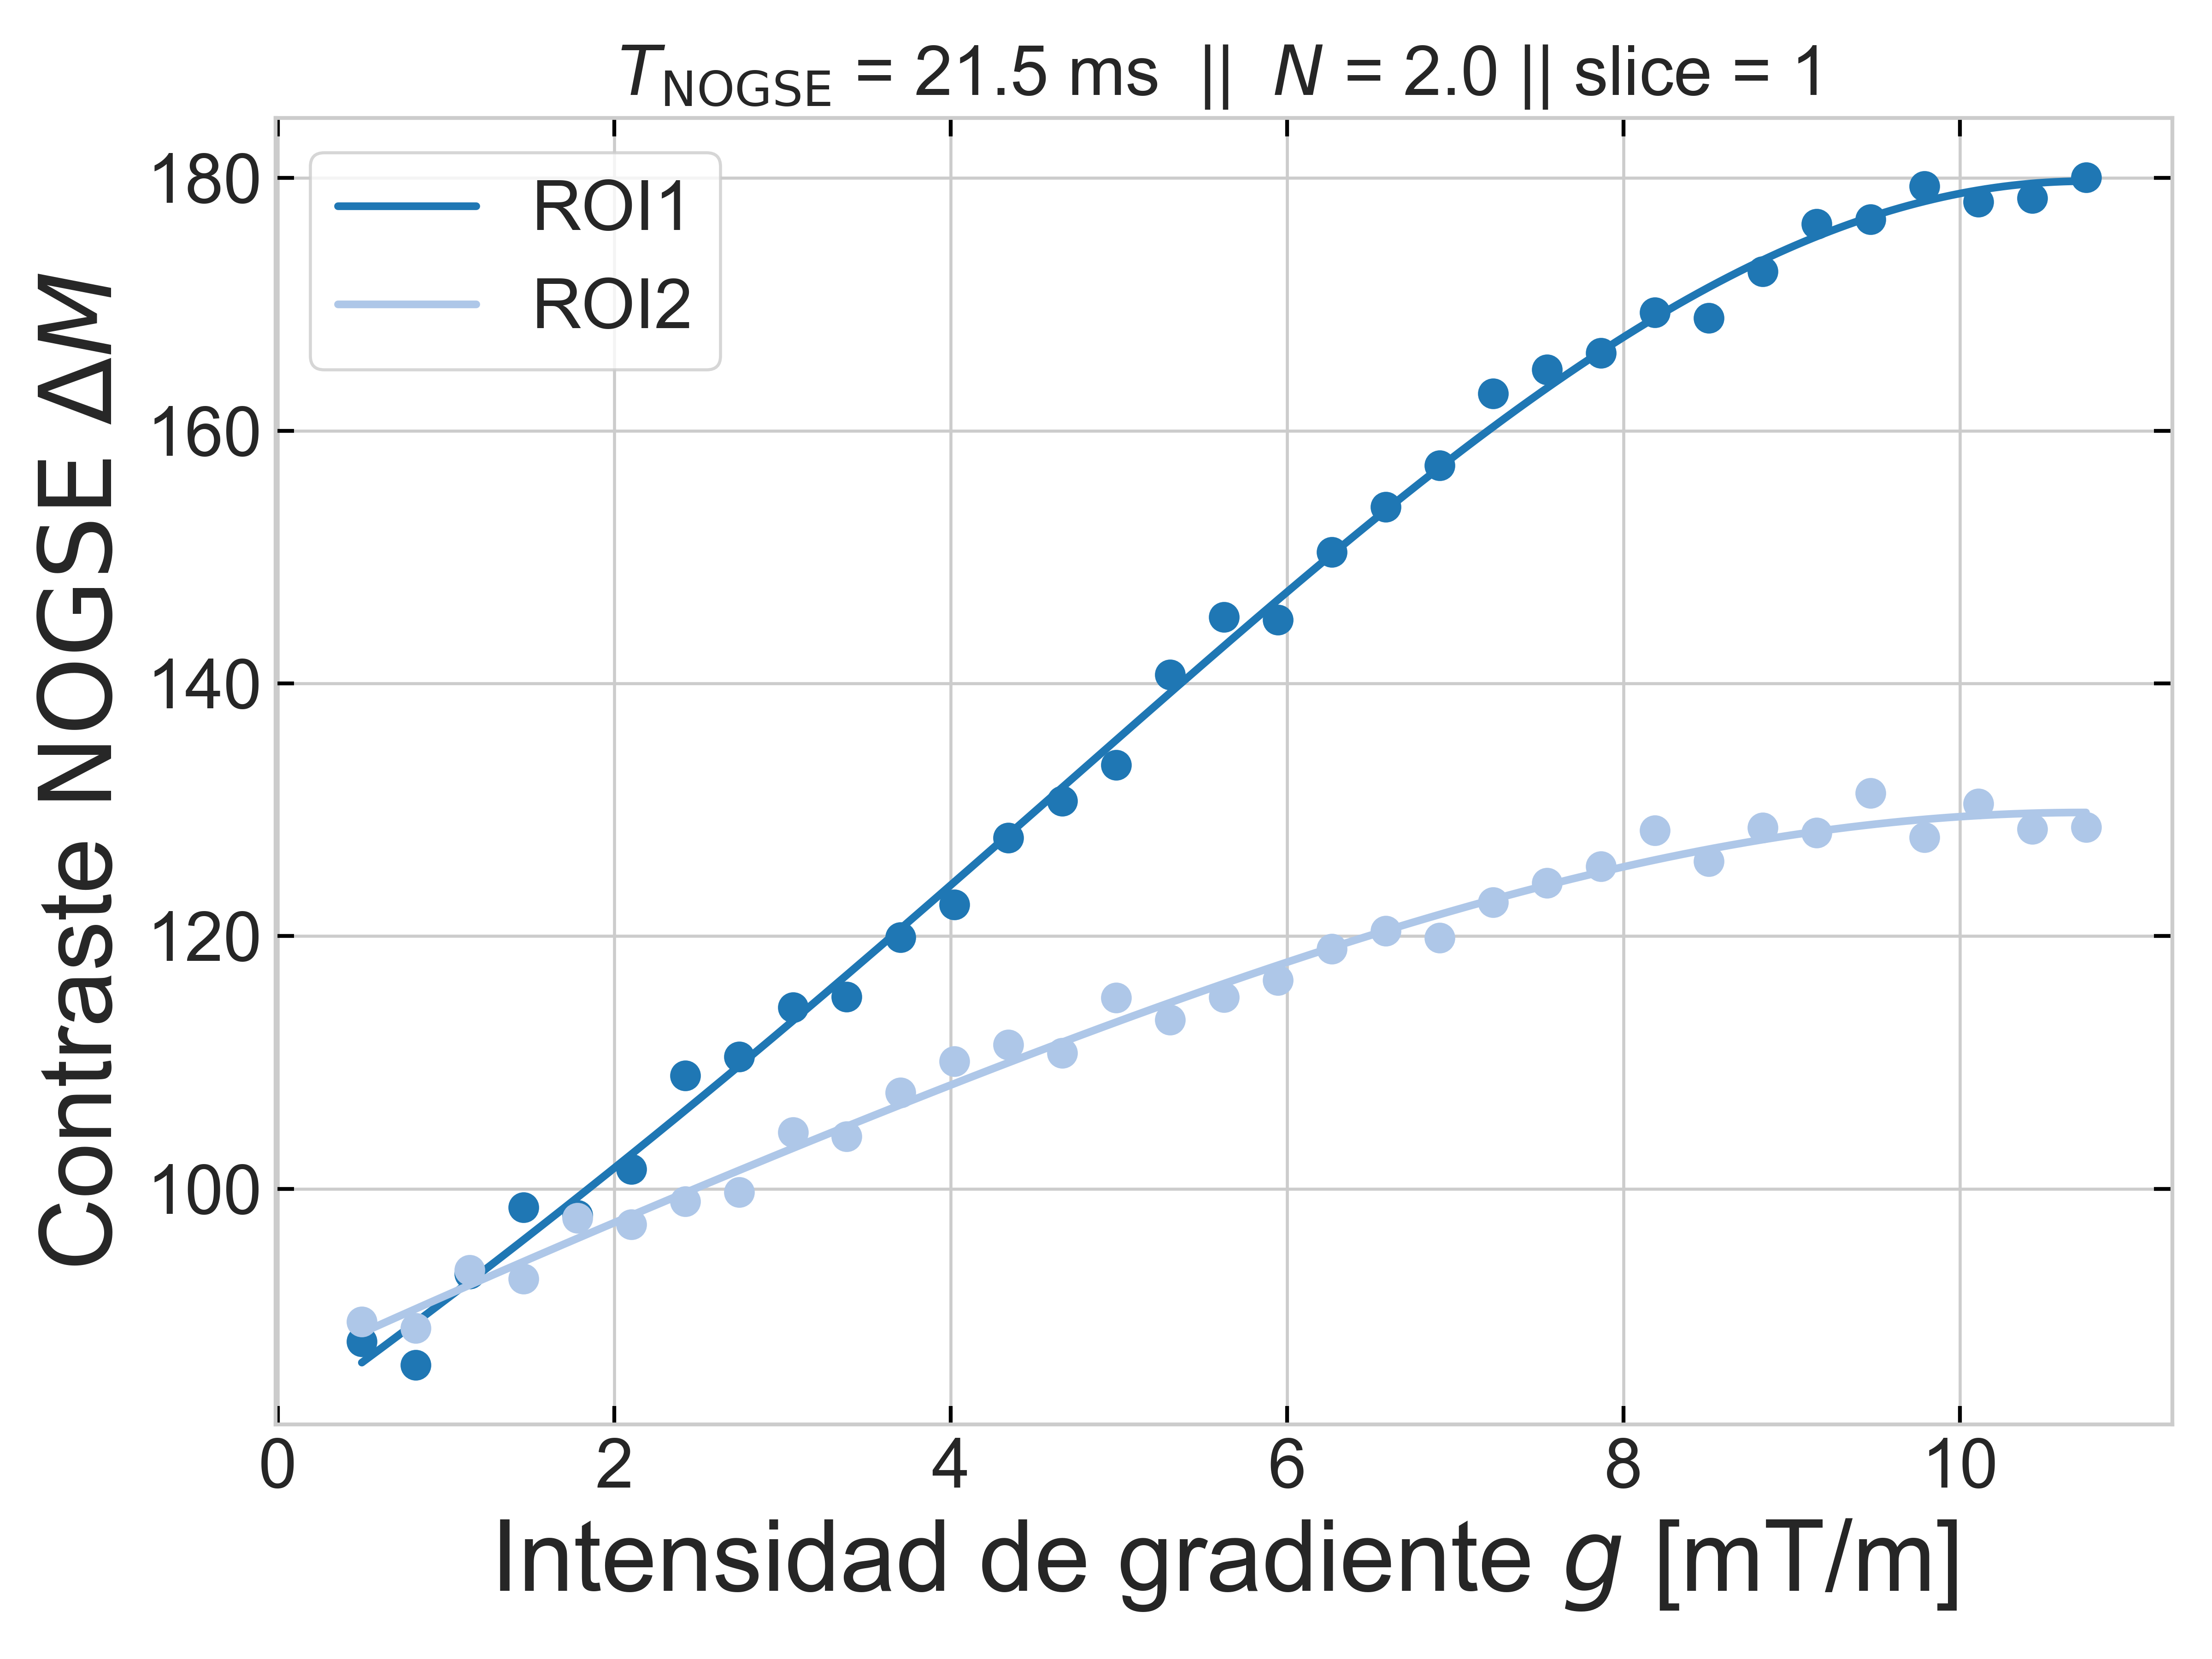 T_NOGSE = 21.5 ms || N = 2.0 || slice = 1
ROI1
ROI2
Contraste NOGSE ΔM
180
160
140
120
100
0 2 4 6 8 10
Intensidad de gradiente g [mT/m]